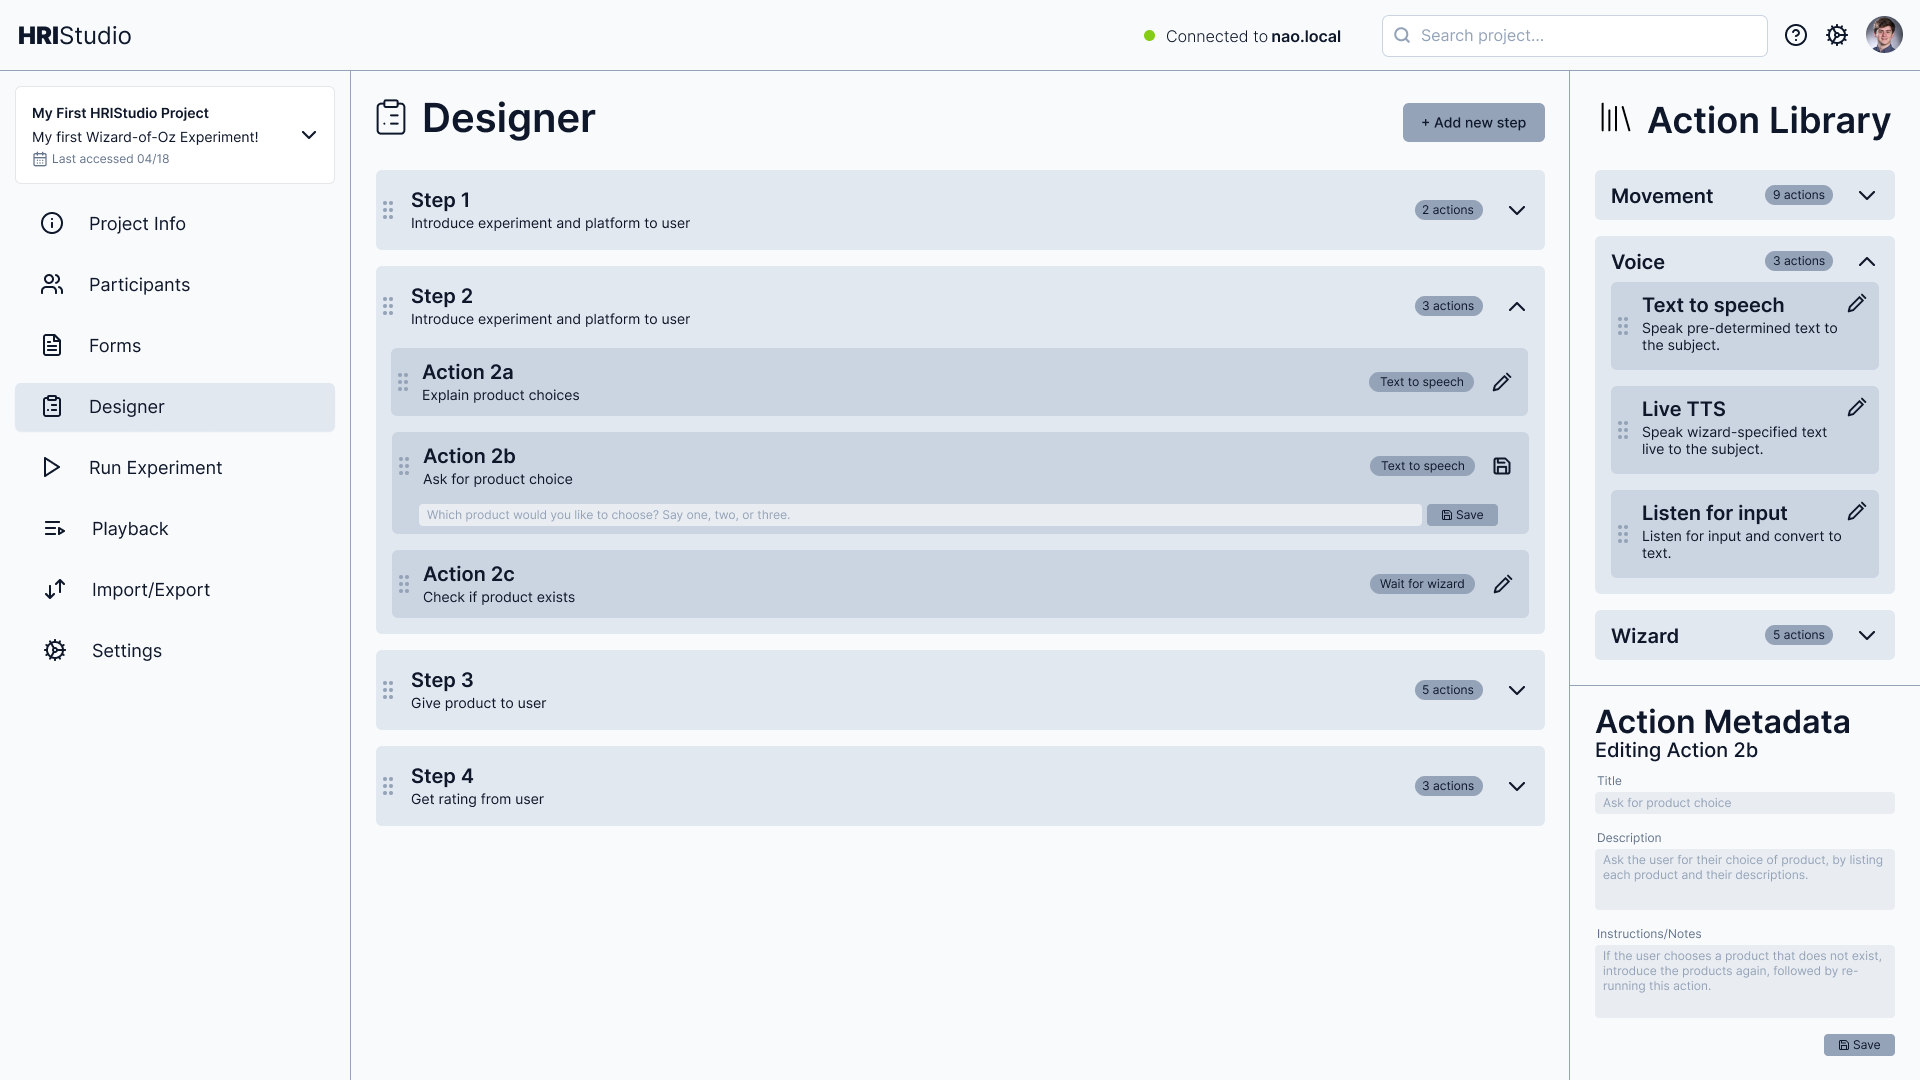 HRIStudio
Connected to nao.local
Search project...
My First HRIStudio Project
My first Wizard-of-Oz Experiment!
Last accessed 04/18
Project Info
Participants
Forms
Designer
Run Experiment
Playback
Import/Export
Settings
Designer
+ Add new step
Step 1
Introduce experiment and platform to user
2 actions
Step 2
Introduce experiment and platform to user
3 actions
Action 2a
Explain product choices
Text to speech
Action 2b
Ask for product choice
Text to speech
Which product would you like to choose? Say one, two, or three.
Save
Action 2c
Check if product exists
Wait for wizard
Step 3
Give product to user
5 actions
Step 4
Get rating from user
3 actions
Action Library
Movement
9 actions
Voice
3 actions
Text to speech
Speak pre-determined text to
the subject.
Live TTS
Speak wizard-specified text
live to the subject.
Listen for input
Listen for input and convert to
text.
Wizard
5 actions
Action Metadata
Editing Action 2b
Title
Ask for product choice
Description
Ask the user for their choice of product, by listing
each product and their descriptions.
Instructions/Notes
If the user chooses a product that does not exist,
introduce the products again, followed by re-
running this action.
Save